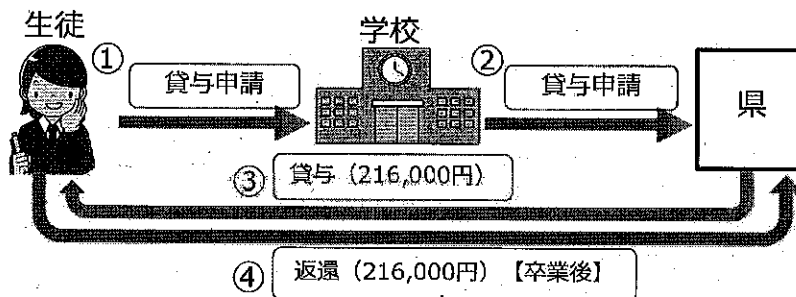 生徒
学校
①
貸与申請
②
貸与申請
県
③
貸与（216,000円）
④
返還（216,000円）【卒業後】